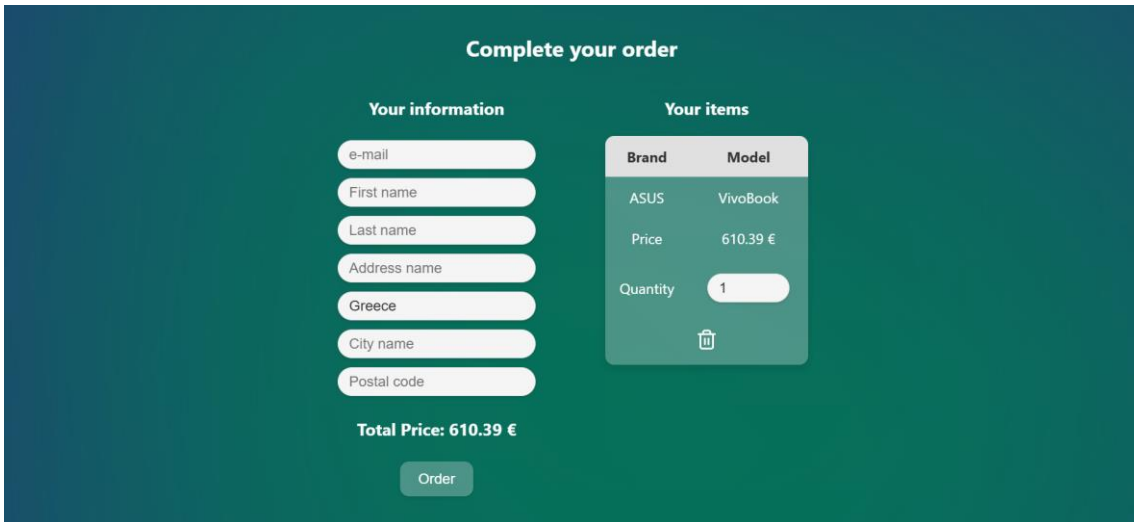 Complete your order
Your information
e-mail
First name
Last name
Address name
Greece
City name
Postal code
Total Price: 610.39 €
Order
Your items
Brand Model
ASUS VivoBook
Price 610.39 €
Quantity 1